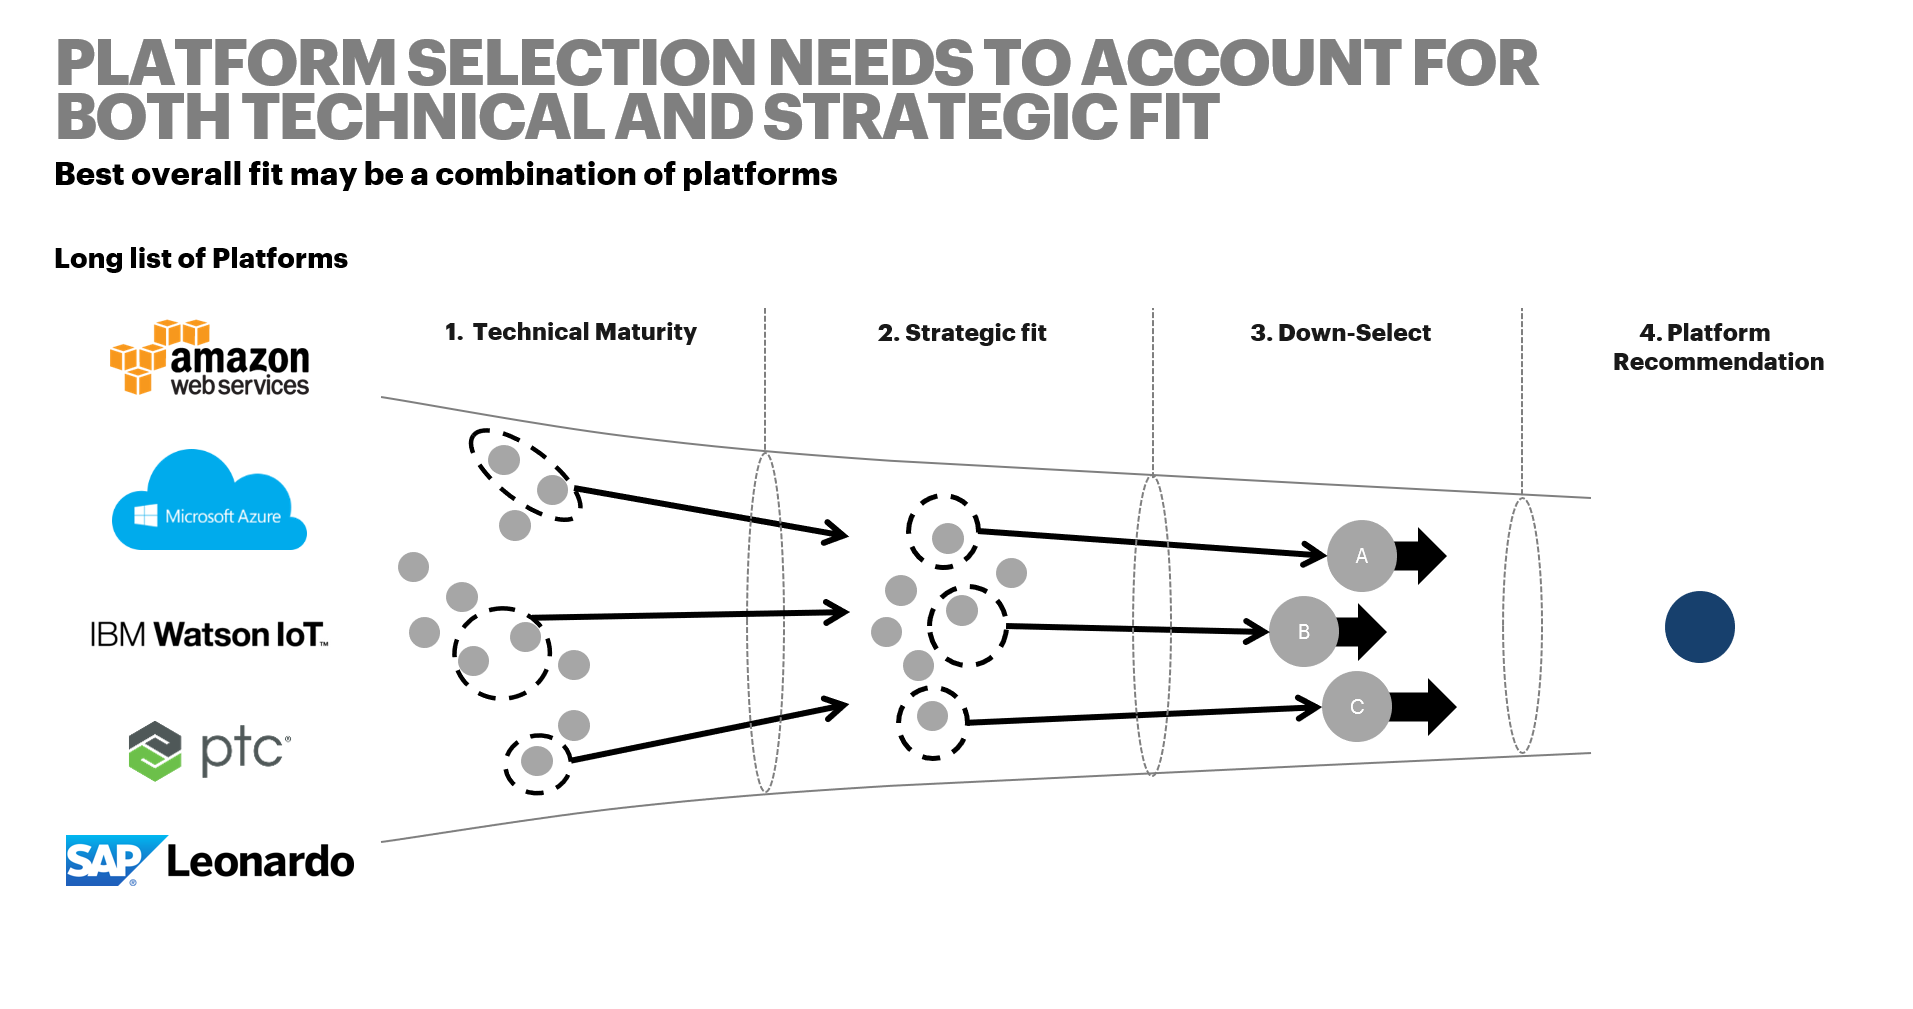 PLATFORM SELECTION NEEDS TO ACCOUNT FOR
BOTH TECHNICAL AND STRATEGIC FIT
Best overall fit may be a combination of platforms
Long list of Platforms
amazon
web services
Microsoft Azure
IBM Watson IoT™
ptc®
SAP® Leonardo
1. Technical Maturity
2. Strategic fit
3. Down-Select
4. Platform
Recommendation
A
B
C